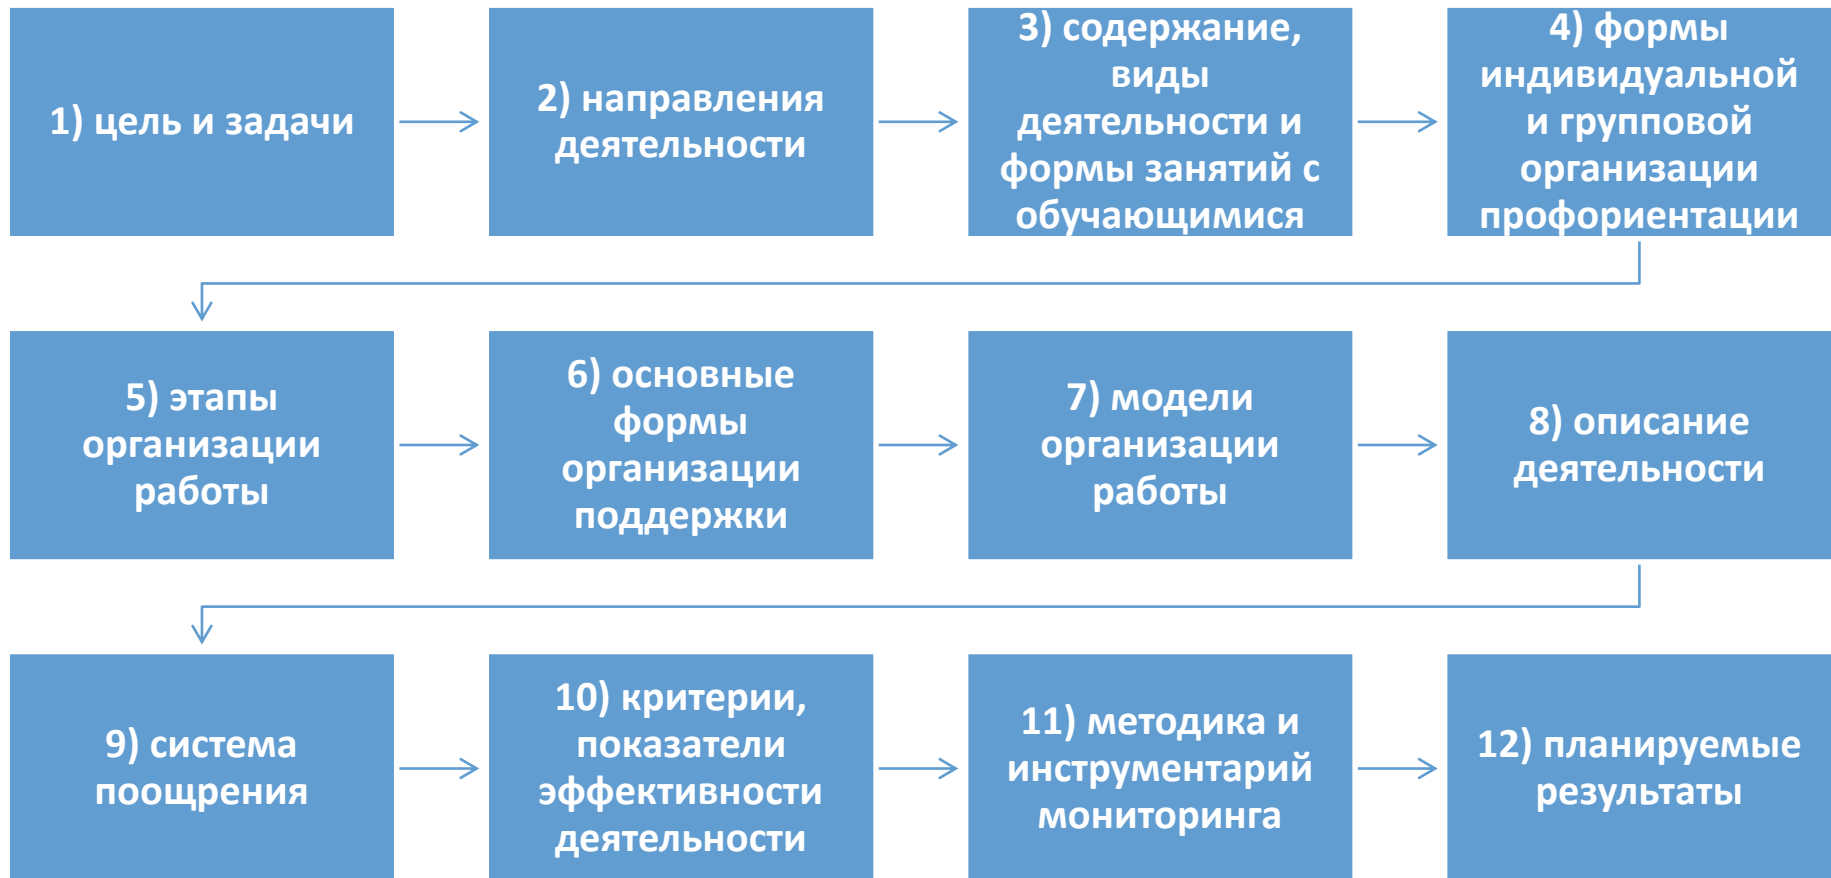 1) цель и задачи
2) направления
деятельности
3) содержание,
виды
деятельности и
формы занятий с
обучающимися
4) формы
индивидуальной
и групповой
организации
профориентации
5) этапы
организации
работы
6) основные
формы
организации
поддержки
7) модели
организации
работы
8) описание
деятельности
9) система
поощрения
10) критерии,
показатели
эффективности
деятельности
11) методика и
инструментарий
мониторинга
12) планируемые
результаты